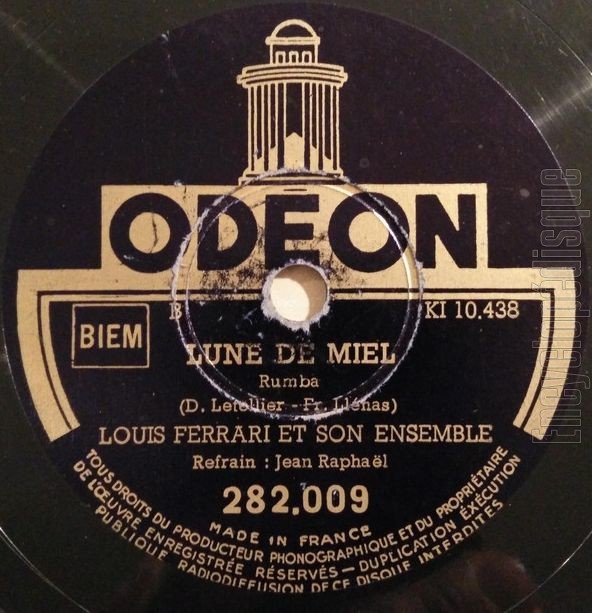 ODEON
B
KI 10.438
BIEM
LUNE DE MIEL
Rumba
(D. Letellier - Fr. Llénas)
LOUIS FERRARI ET SON ENSEMBLE
Refrain : Jean Raphaël
282.009
MADE IN FRANCE
TOUS DROITS DU PRODUCTEUR PHONOGRAPHIQUE ET DU PROPRIÉTAIRE
DE L'ŒUVRE ENREGISTRÉE RÉSERVÉS — DUPLICATION EXÉCUTION
PUBLIQUE RADIODIFFUSION DE CE DISQUE INTERDITES
Encyclopédisque